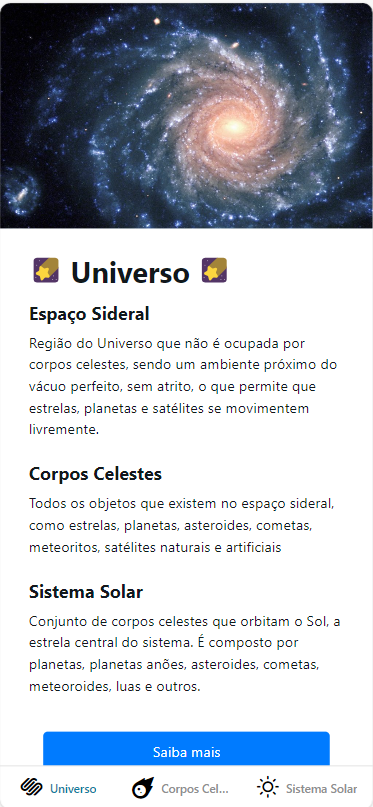 🌠 Universo 🌠
Espaço Sideral
Região do Universo que não é ocupada por
corpos celestes, sendo um ambiente próximo do
vácuo perfeito, sem atrito, o que permite que
estrelas, planetas e satélites se movimentem
livremente.
Corpos Celestes
Todos os objetos que existem no espaço sideral,
como estrelas, planetas, asteroides, cometas,
meteoritos, satélites naturais e artificiais
Sistema Solar
Conjunto de corpos celestes que orbitam o Sol, a
estrela central do sistema. É composto por
planetas, planetas anões, asteroides, cometas,
meteoroides, luas e outros.
Saiba mais
Universo Corpos Cel... Sistema Solar